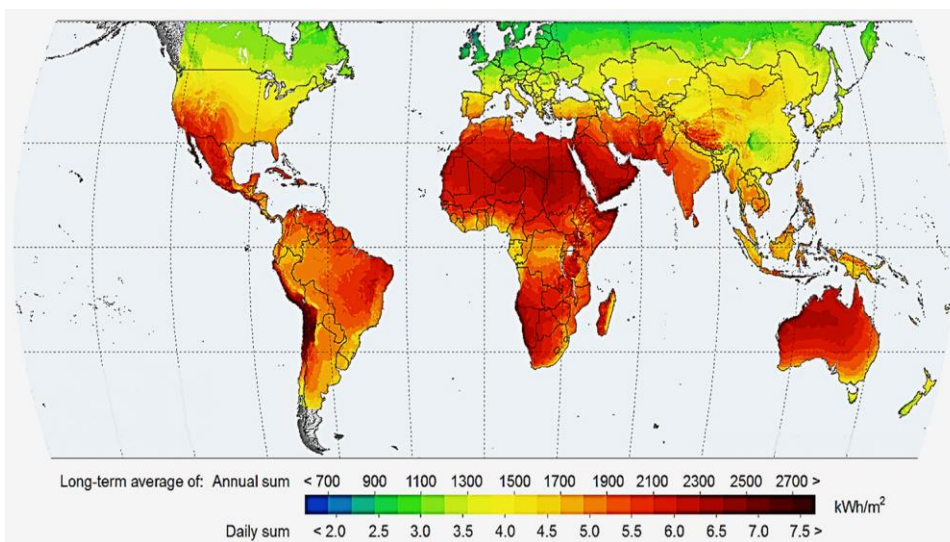 Long-term average of: Annual sum < 700 900 1100 1300 1500 1700 1900 2100 2300 2500 2700 >
kWh/m²
Daily sum < 2.0 2.5 3.0 3.5 4.0 4.5 5.0 5.5 6.0 6.5 7.0 7.5 >